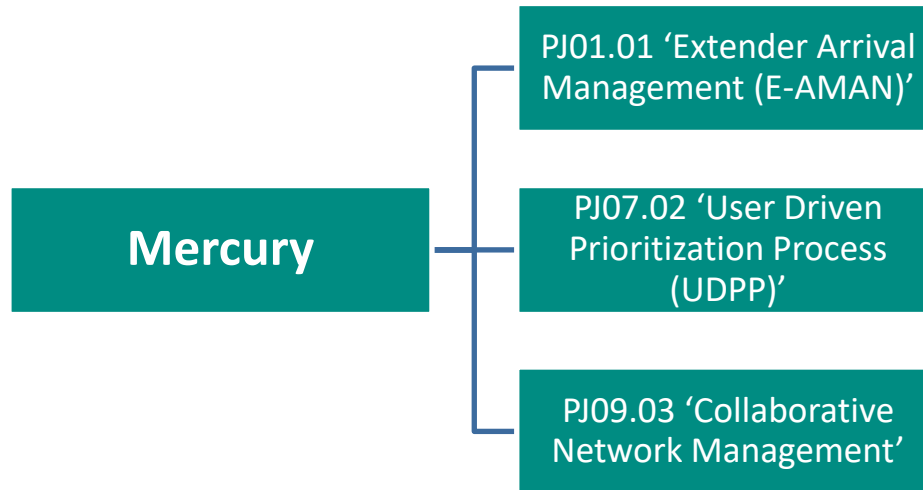 PJ01.01 ‘Extender Arrival
Management (E-AMAN)’
Mercury
PJ07.02 ‘User Driven
Prioritization Process
(UDPP)’
PJ09.03 ‘Collaborative
Network Management’